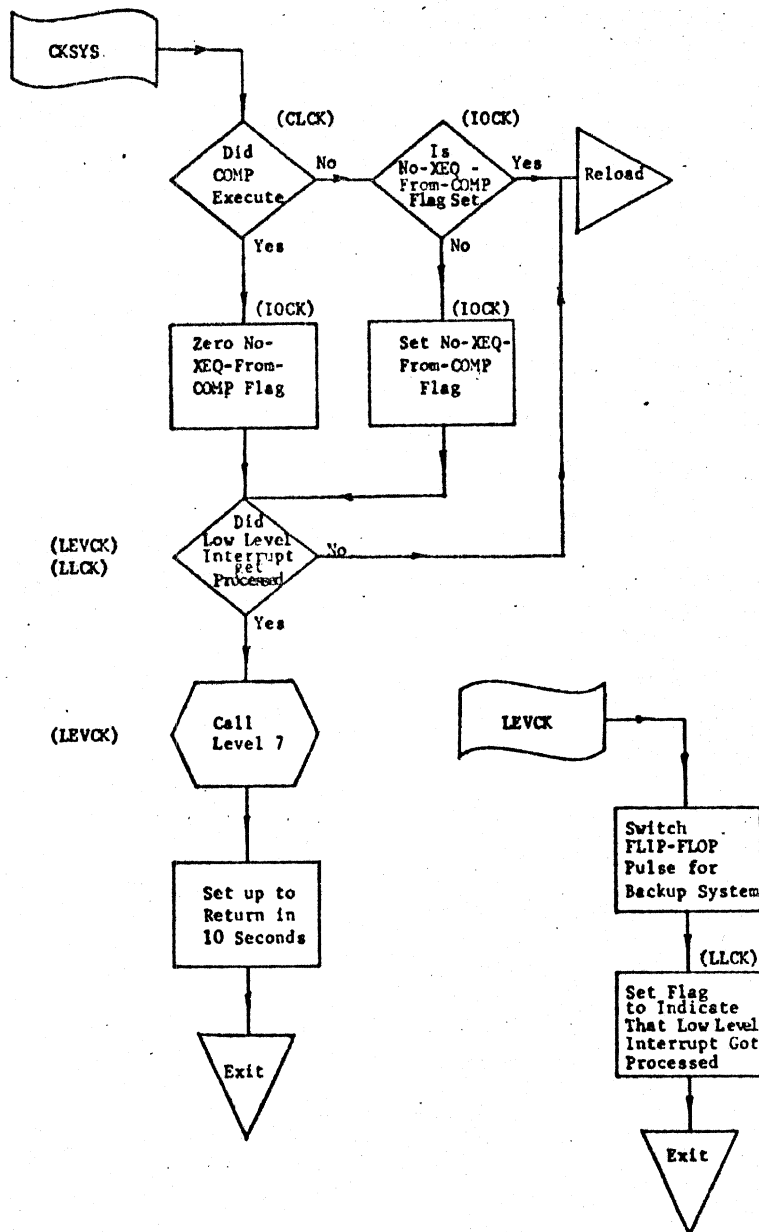 CKSYS
(CLCK)
Did
COMP
Execute
No
Yes
(IOCK)
Is
No-XEQ -
From-COMP
Flag Set
Yes
No
Reload
(IOCK)
Zero No-
XEQ-From-
COMP Flag
(IOCK)
Set No-XEQ-
From-COMP
Flag
(LEVCK)
(LLCK)
Did
Low Level
Interrupt
get
Processed
No
Yes
(LEVCK)
Call
Level 7
Set up to
Return in
10 Seconds
Exit
LEVCK
Switch
FLIP-FLOP
Pulse for
Backup System
(LLCK)
Set Flag
to Indicate
That Low Level
Interrupt Got
Processed
Exit